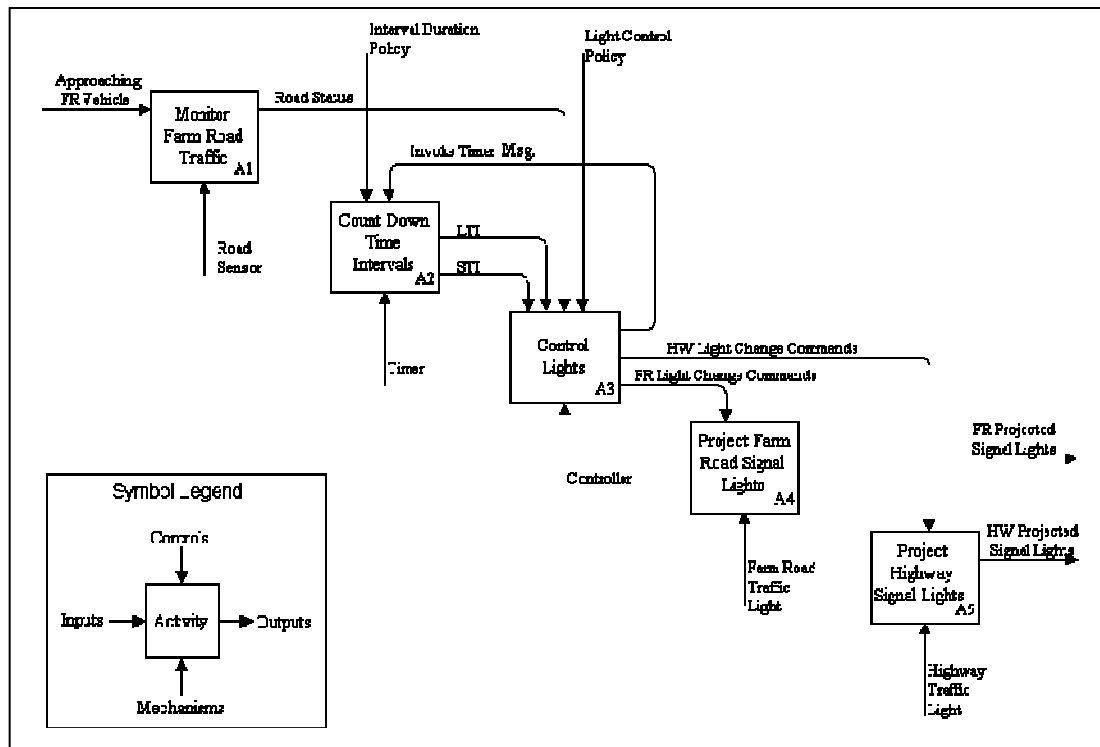 Interval Duration
Policy
Light Control
Policy
Approaching
FR Vehicle
Road Status
Monitor
Farm Road
Traffic
A1
Invoke Timer Msg.
Road
Sensor
Count Down
Time
Intervals
A2
LTI
STI
Timer
Control
Lights
A3
HW Light Change Commands
FR Light Change Commands
Controller
Project Farm
Road Signal
Lights
A4
FR Projected
Signal Lights
Farm Road
Traffic
Light
Project
Highway
Signal Lights
A5
HW Projected
Signal Lights
Highway
Traffic
Light
Symbol Legend
Controls
Inputs
Activity
Outputs
Mechanisms